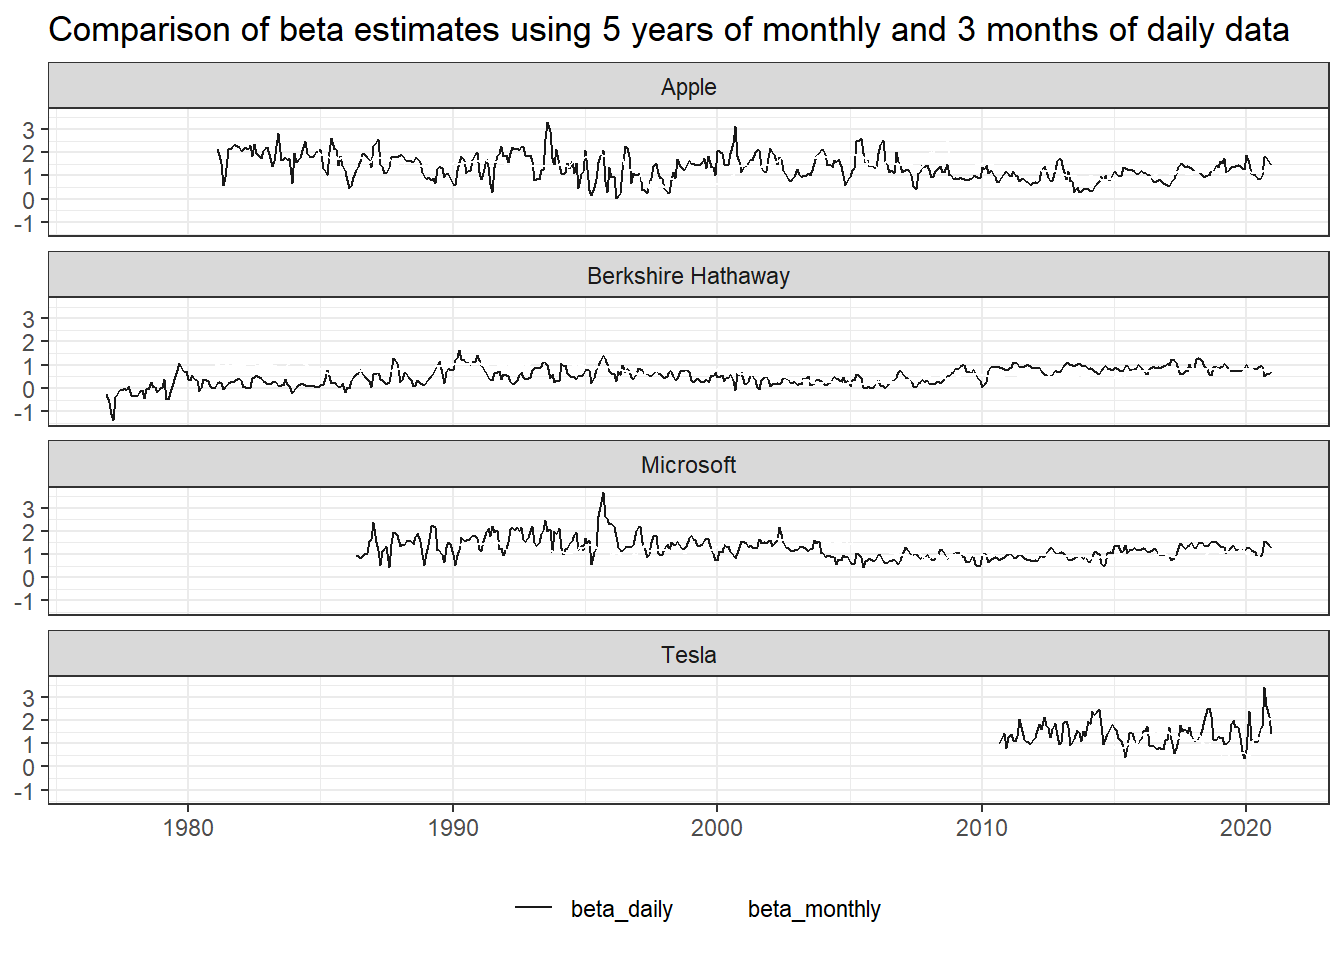 Comparison of beta estimates using 5 years of monthly and 3 months of daily data
Apple
3
2
1
0
-1
Berkshire Hathaway
3
2
1
0
-1
Microsoft
3
2
1
0
-1
Tesla
3
2
1
0
-1
1980 1990 2000 2010 2020
beta_daily beta_monthly